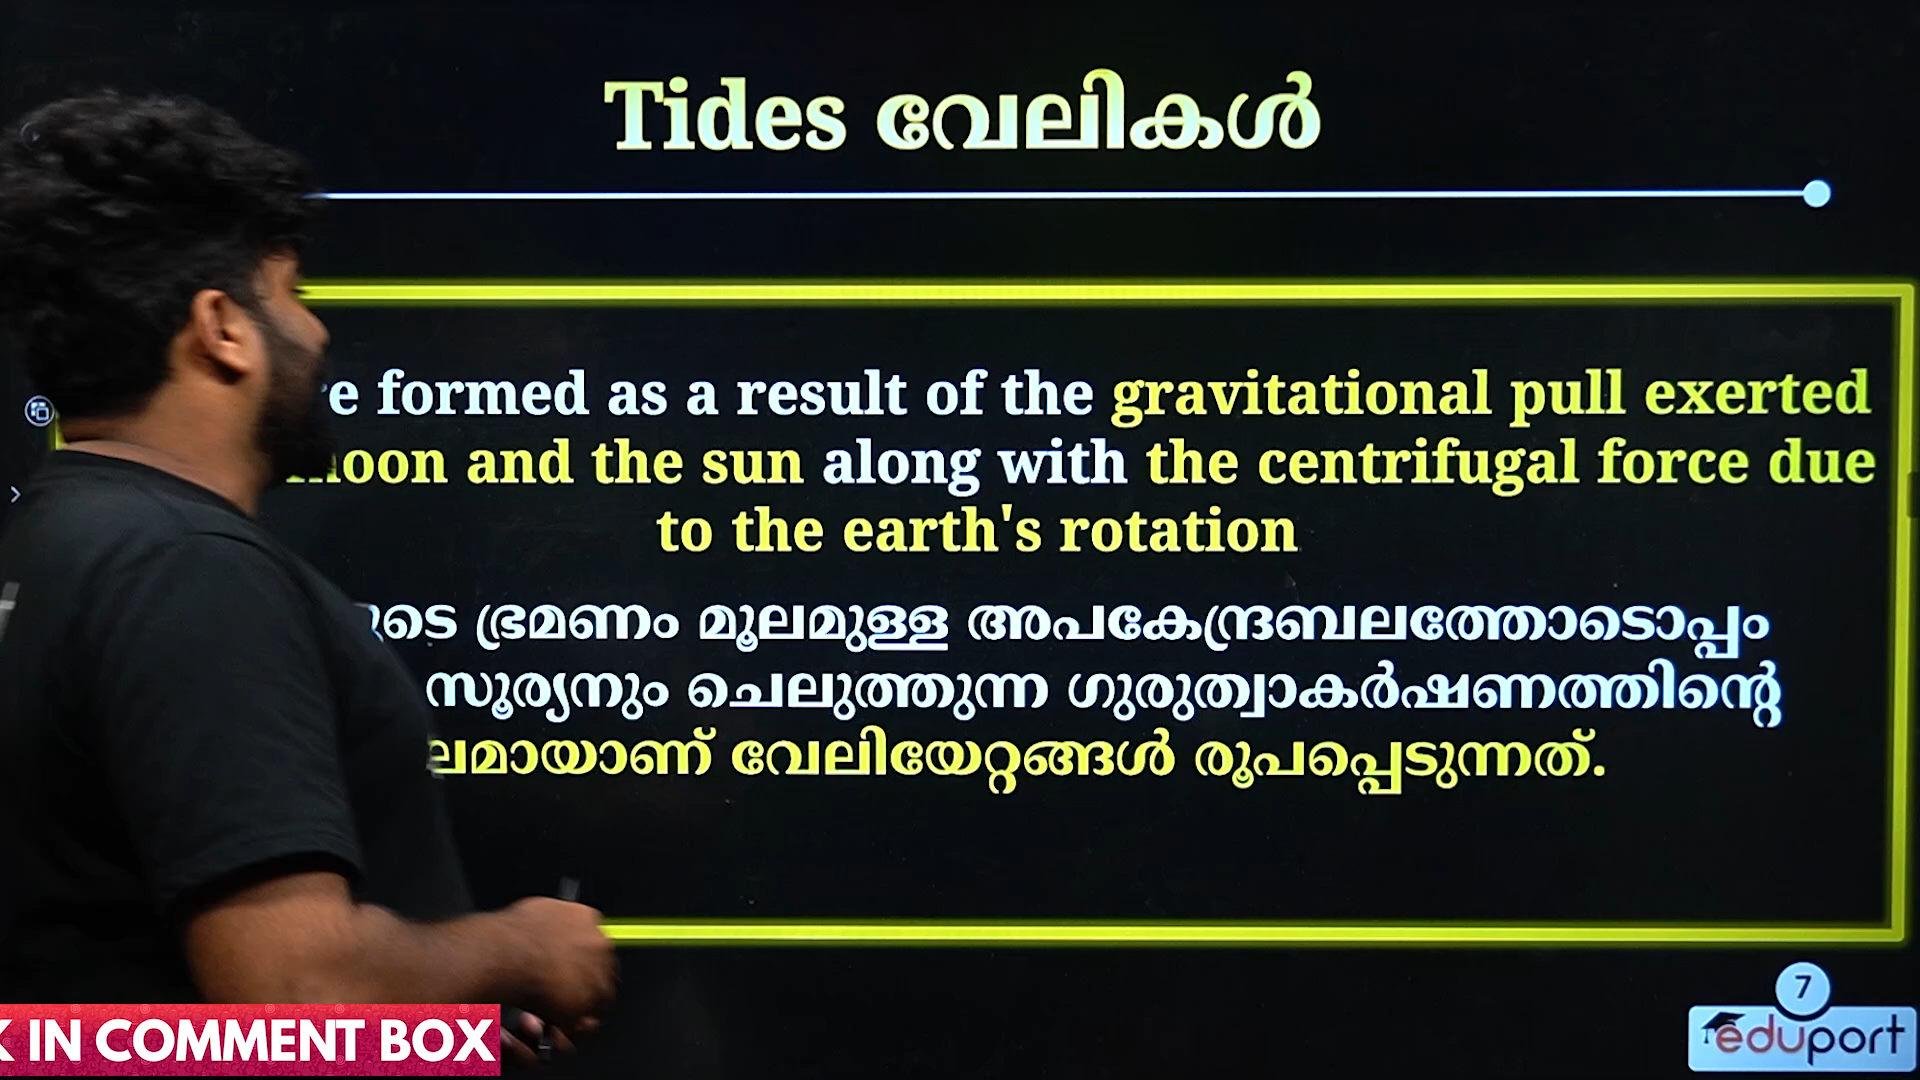 Tides വേലികൾ
formed as a result of the gravitational pull exerted
and the sun along with the centrifugal force due
to the earth's rotation
ഭ്രമണം മൂലമുള്ള അപകേന്ദ്രബലത്തോടൊപ്പം
സൂര്യനും ചെലുത്തുന്ന ഗുരുത്വാകർഷണത്തിന്റെ
വേലിയേറ്റങ്ങൾ രൂപപ്പെടുന്നത്.
7
eduport
IN COMMENT BOX